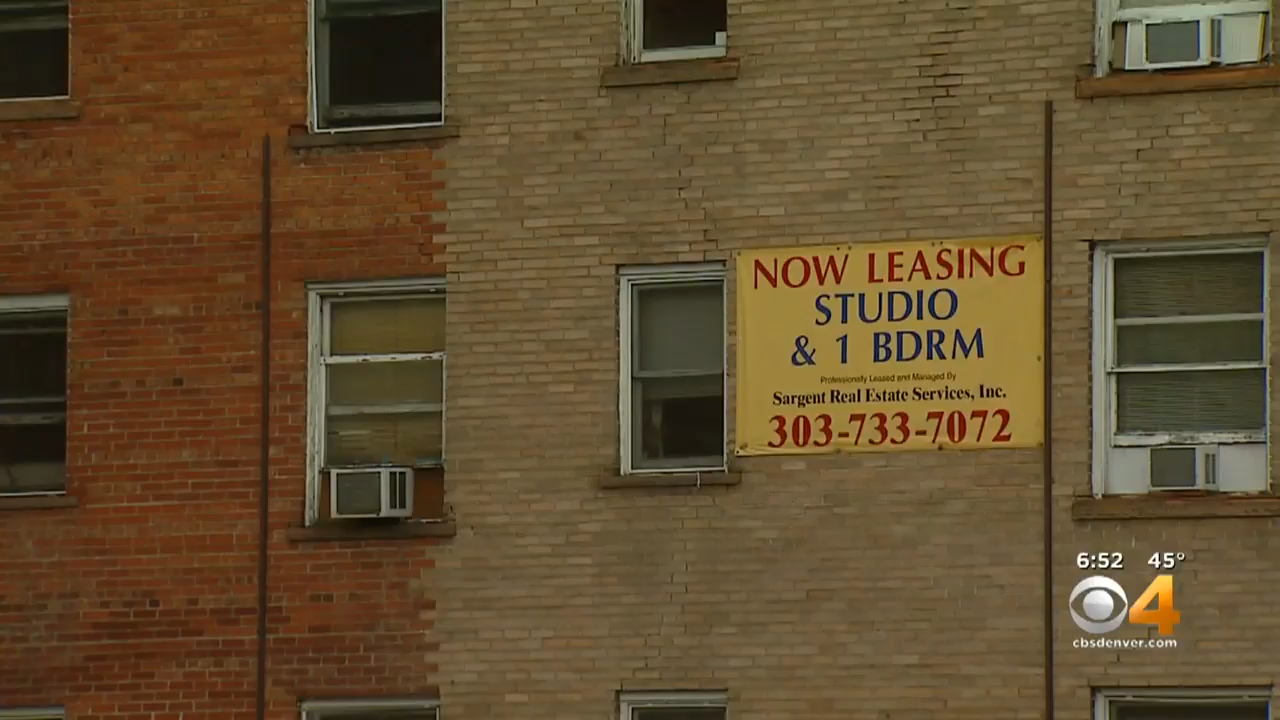 NOW LEASING
STUDIO
& 1 BDRM
Professionally Leased and Managed By
Sargent Real Estate Services, Inc.
303-733-7072
6:52 45°
4
cbsdenver.com